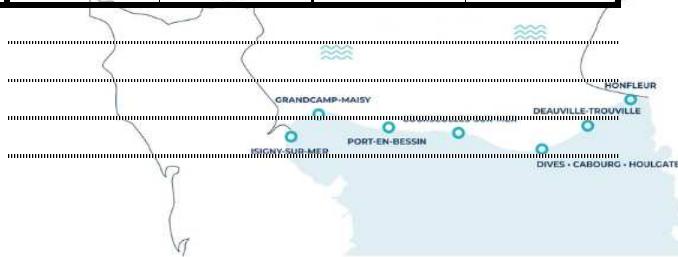 HONFLEUR
GRANDCAMP-MAISY
DEAUVILLE-TROUVILLE
PORT-EN-BESSIN
ISIGNY-SUR-MER
DIVES • CABOURG • HOULGATE